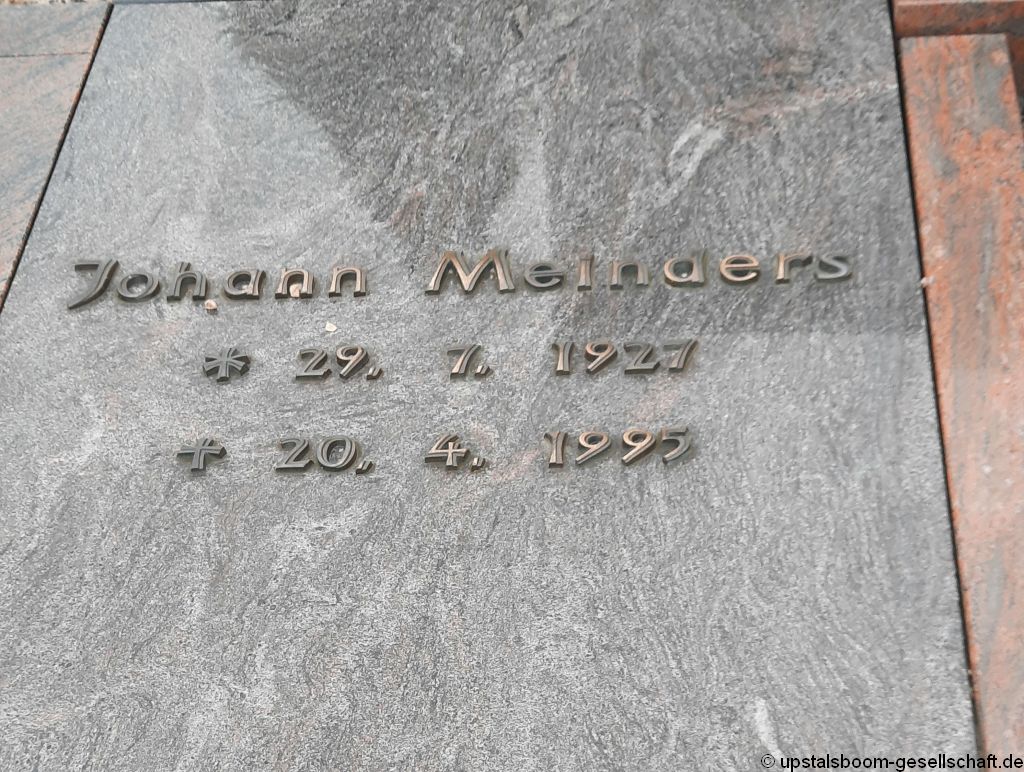 Johann Meinders
* 29. 7. 1927
+ 20. 4. 1995
© upstalsboom-gesellschaft.de